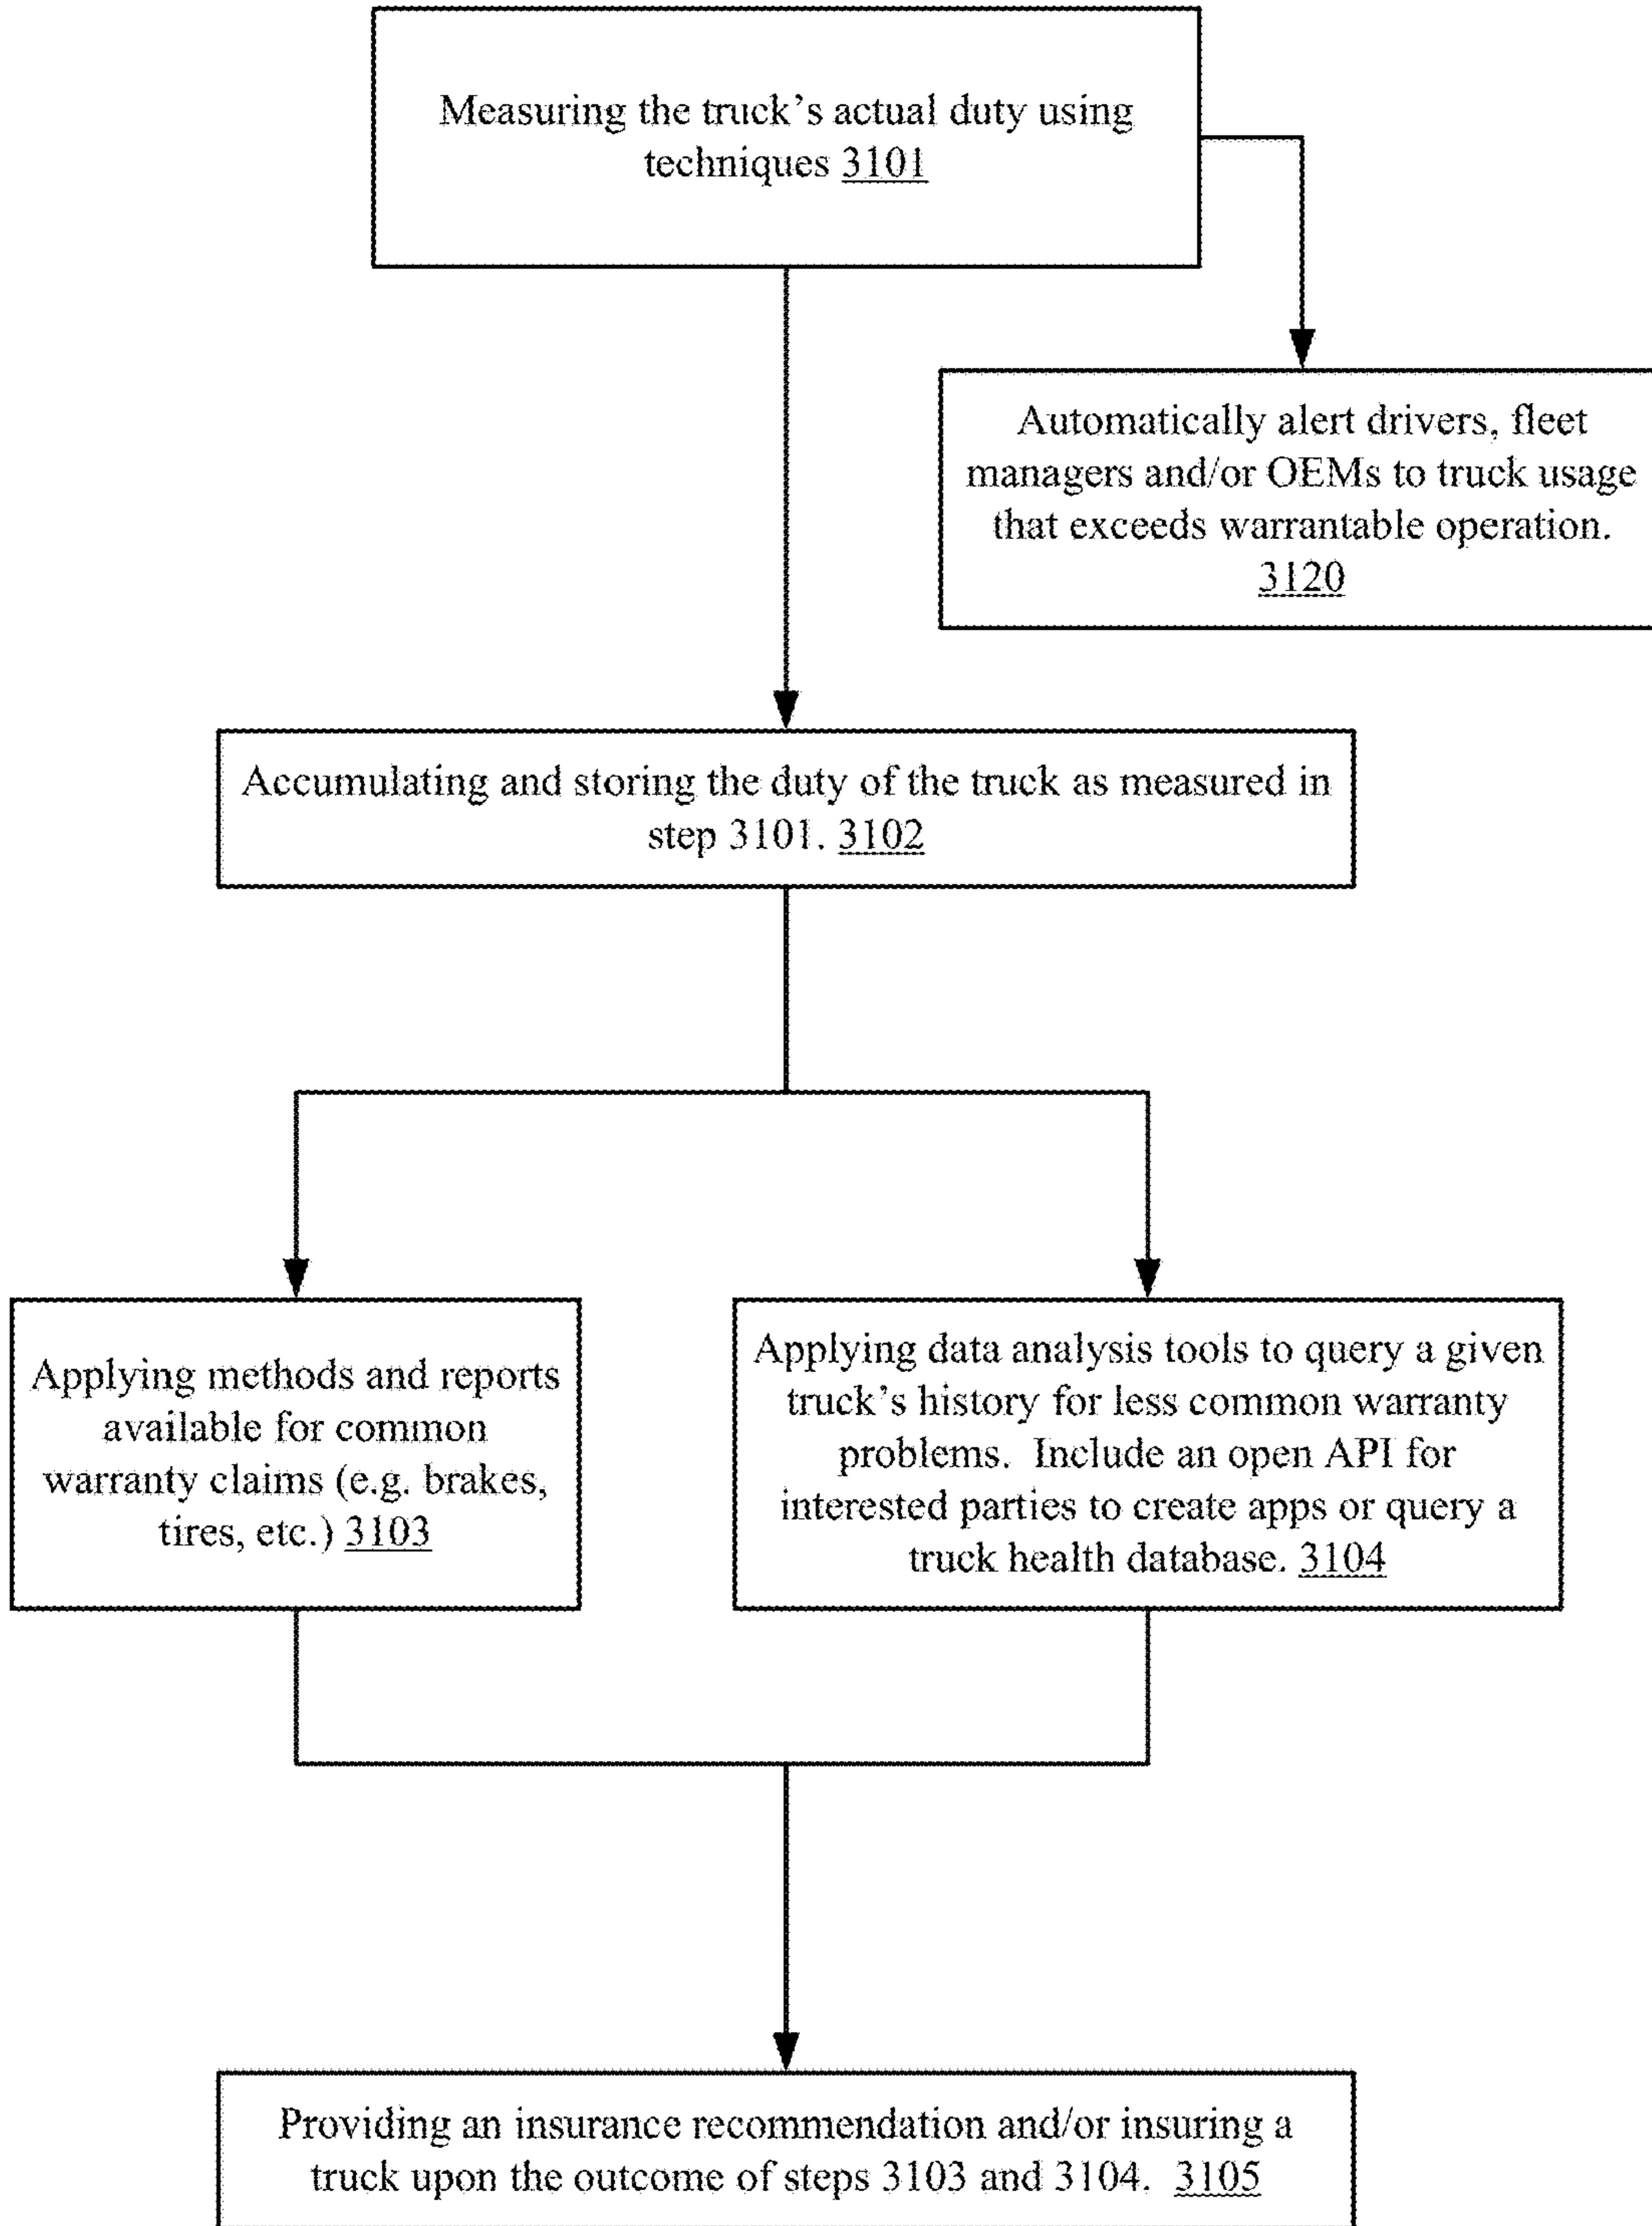 Measuring the truck's actual duty using
techniques 3101
Automatically alert drivers, fleet
managers and/or OEMs to truck usage
that exceeds warrantable operation.
3120
Accumulating and storing the duty of the truck as measured in
step 3101. 3102
Applying methods and reports
available for common
warranty claims (e.g. brakes,
tires, etc.) 3103
Applying data analysis tools to query a given
truck's history for less common warranty
problems.  Include an open API for
interested parties to create apps or query a
truck health database. 3104
Providing an insurance recommendation and/or insuring a
truck upon the outcome of steps 3103 and 3104.  3105